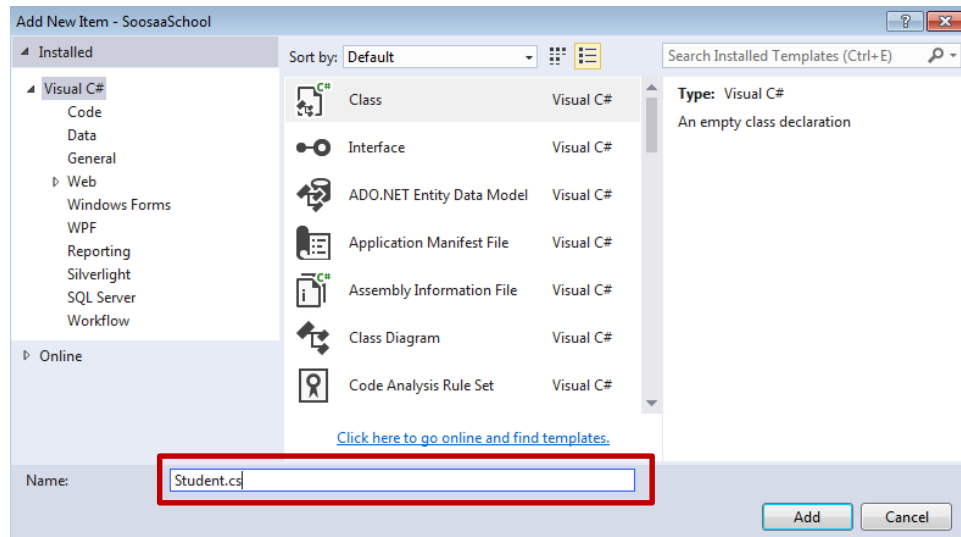 Add New Item - SoosaaSchool
Installed
Sort by: Default
Search Installed Templates (Ctrl+E)
Visual C#
Code
Data
General
Web
Windows Forms
WPF
Reporting
Silverlight
SQL Server
Workflow
Online
C# Class Visual C#
Interface Visual C#
ADO.NET Entity Data Model Visual C#
Application Manifest File Visual C#
C# Assembly Information File Visual C#
Class Diagram Visual C#
Code Analysis Rule Set Visual C#
Click here to go online and find templates.
Type: Visual C#
An empty class declaration
Name: Student.cs
Add Cancel